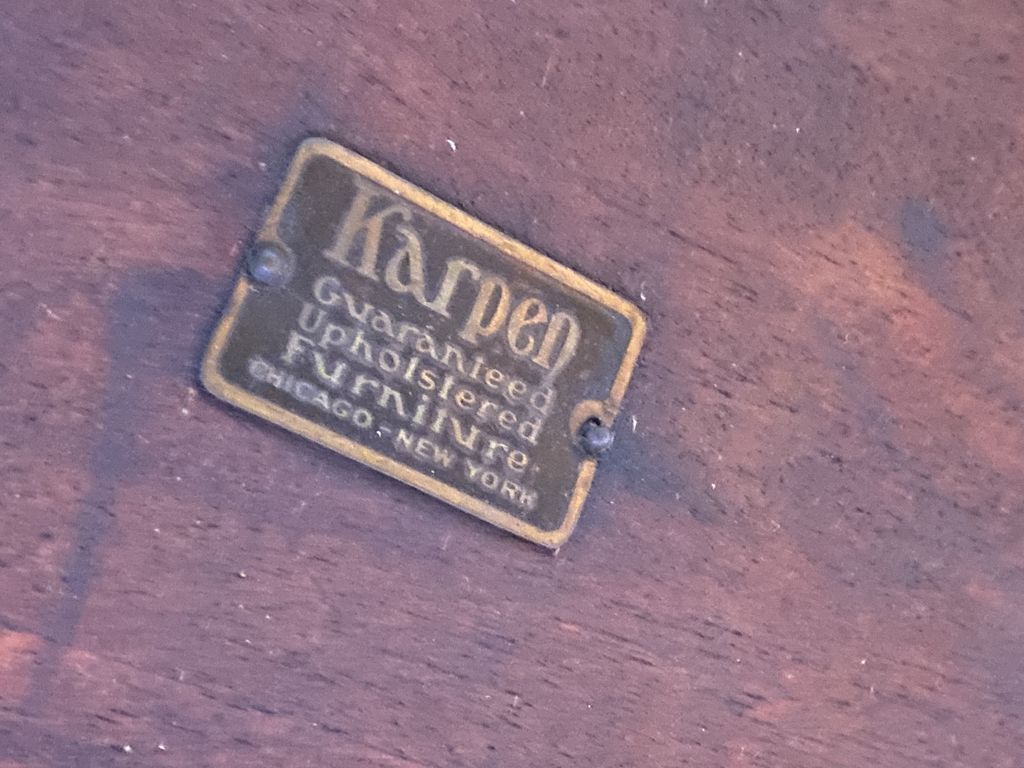 Karpen
Guaranteed
Upholstered
Furniture.
CHICAGO - NEW YORK